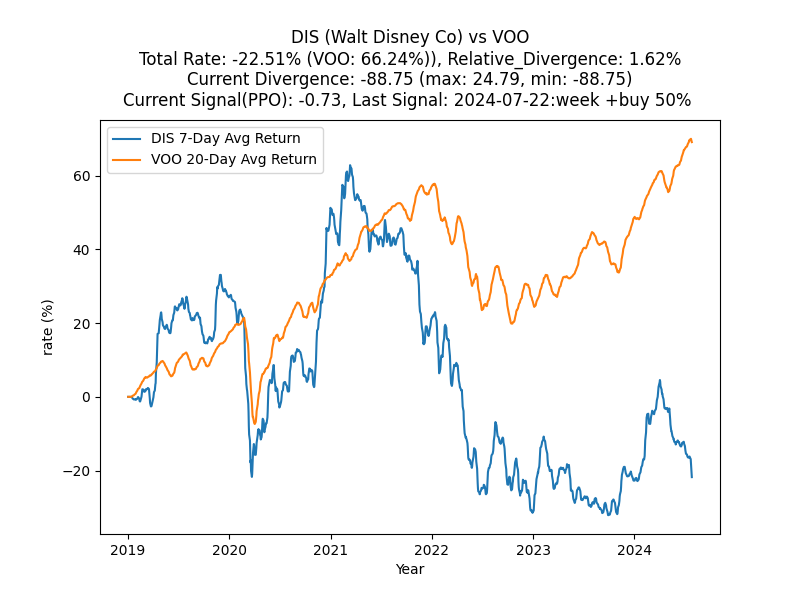 DIS (Walt Disney Co) vs VOO
Total Rate: -22.51% (VOO: 66.24%)), Relative_Divergence: 1.62%
Current Divergence: -88.75 (max: 24.79, min: -88.75)
Current Signal(PPO): -0.73, Last Signal: 2024-07-22:week +buy 50%
DIS 7-Day Avg Return
VOO 20-Day Avg Return
rate (%)
60
40
20
0
−20
2019 2020 2021 2022 2023 2024
Year